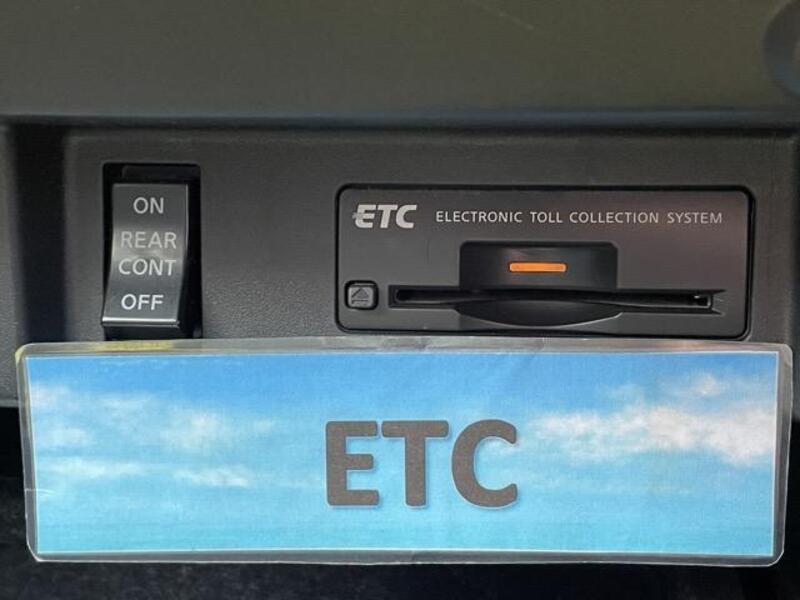 ON
REAR
CONT
OFF
ETC ELECTRONIC TOLL COLLECTION SYSTEM
ETC